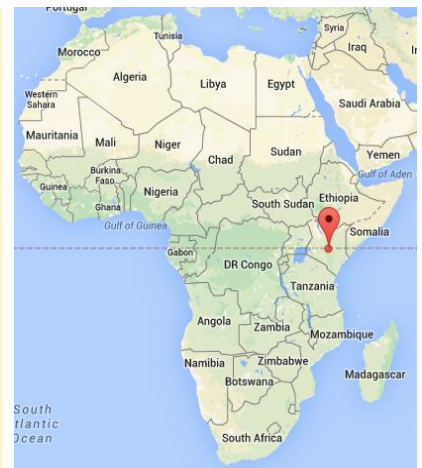 Portugal
Tunisia
Syria
Morocco
Iraq
Algeria
Libya
Egypt
Western
Sahara
Saudi Arabia
Mauritania
Mali
Niger
Sudan
Yemen
Chad
Burkina
Faso
Gulf of Aden
Guinea
Nigeria
Ethiopia
Ghana
South Sudan
Gulf of Guinea
Somalia
Gabon
DR Congo
Tanzania
Angola
Zambia
Mozambique
Namibia
Zimbabwe
Madagascar
Botswana
South
tlantic
Ocean
South Africa